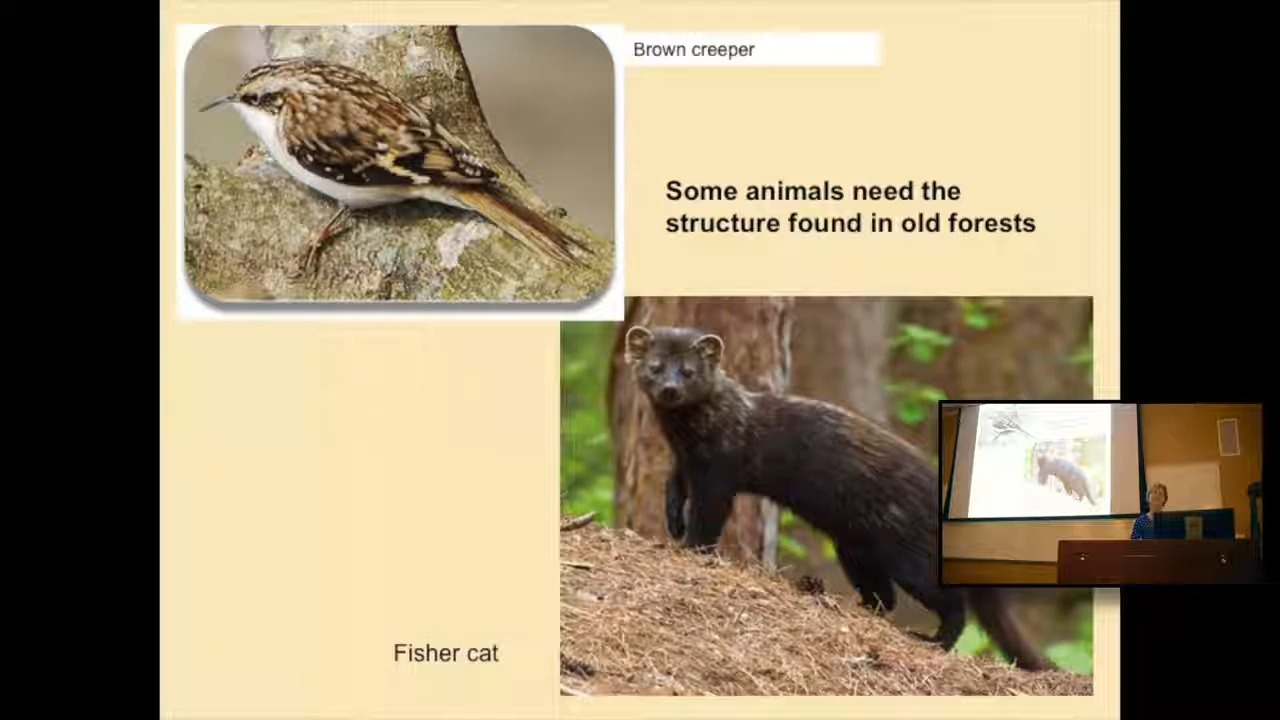 Brown creeper
Some animals need the
structure found in old forests
Fisher cat